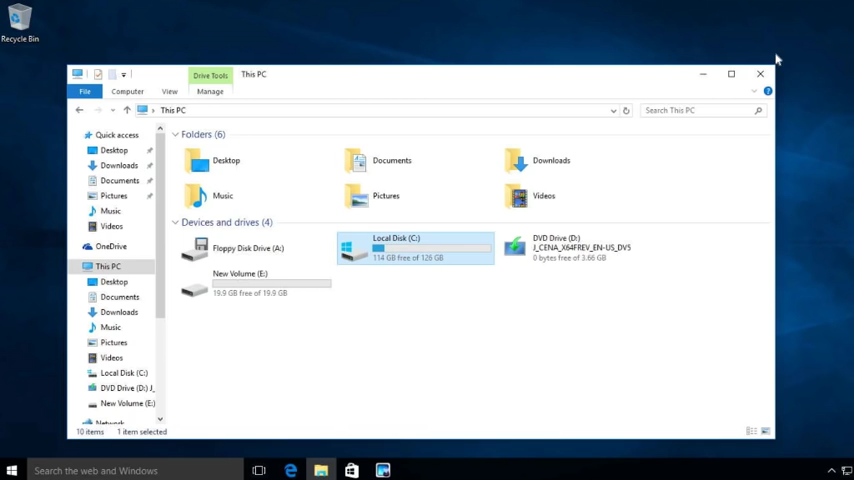 Recycle Bin
Drive Tools
This PC
File
Computer
View
Manage
This PC
Search This PC
Quick access
Desktop
Downloads
Documents
Pictures
Music
Videos
OneDrive
This PC
Desktop
Documents
Downloads
Music
Pictures
Videos
Local Disk (C:)
DVD Drive (D:) J_
New Volume (E:)
Network
Folders (6)
Desktop
Documents
Downloads
Music
Pictures
Videos
Devices and drives (4)
Floppy Disk Drive (A:)
Local Disk (C:)
114 GB free of 126 GB
DVD Drive (D:)
J_CENA_X64FREV_EN-US_DV5
0 bytes free of 3.66 GB
New Volume (E:)
19.9 GB free of 19.9 GB
10 items
1 item selected
Search the web and Windows